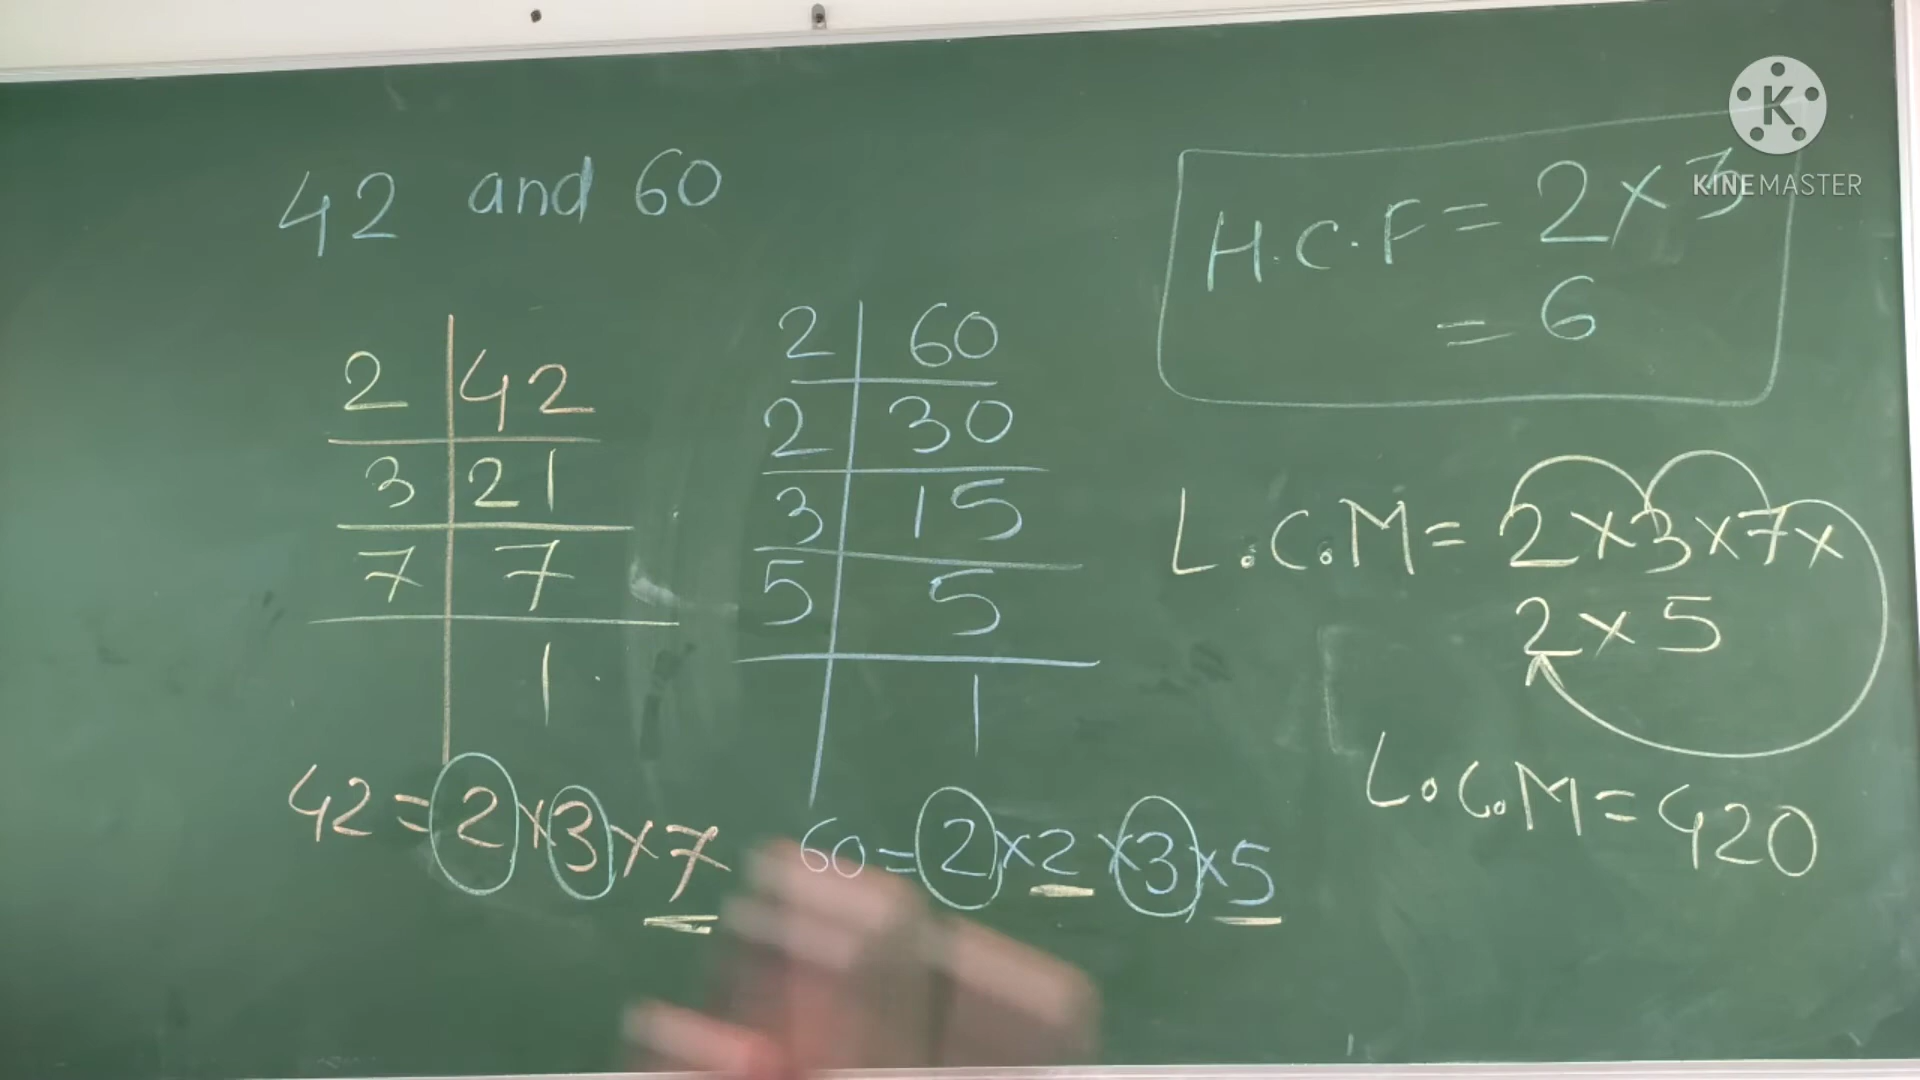 42 and 60
2 | 42
3 | 21
7 | 7
1
42 = 2 × 3 × 7
2 | 60
2 | 30
3 | 15
5 | 5
1
60 = 2 × 2 × 3 × 5
H.C.F = 2 × 3
= 6
L.C.M = 2 × 3 × 7 ×
2 × 5
L.C.M = 420
K
KINEMASTER